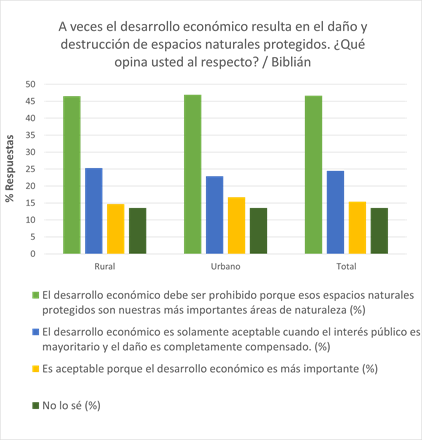 A veces el desarrollo económico resulta en el daño y
destrucción de espacios naturales protegidos. ¿Qué
opina usted al respecto? / Biblián
50
45
40
35
30
25
20
15
10
5
0
% Respuestas
Rural Urbano Total
El desarrollo económico debe ser prohibido porque esos espacios naturales
protegidos son nuestras más importantes áreas de naturaleza (%)
El desarrollo económico es solamente aceptable cuando el interés público es
mayoritario y el daño es completamente compensado. (%)
Es aceptable porque el desarrollo económico es más importante (%)
No lo sé (%)